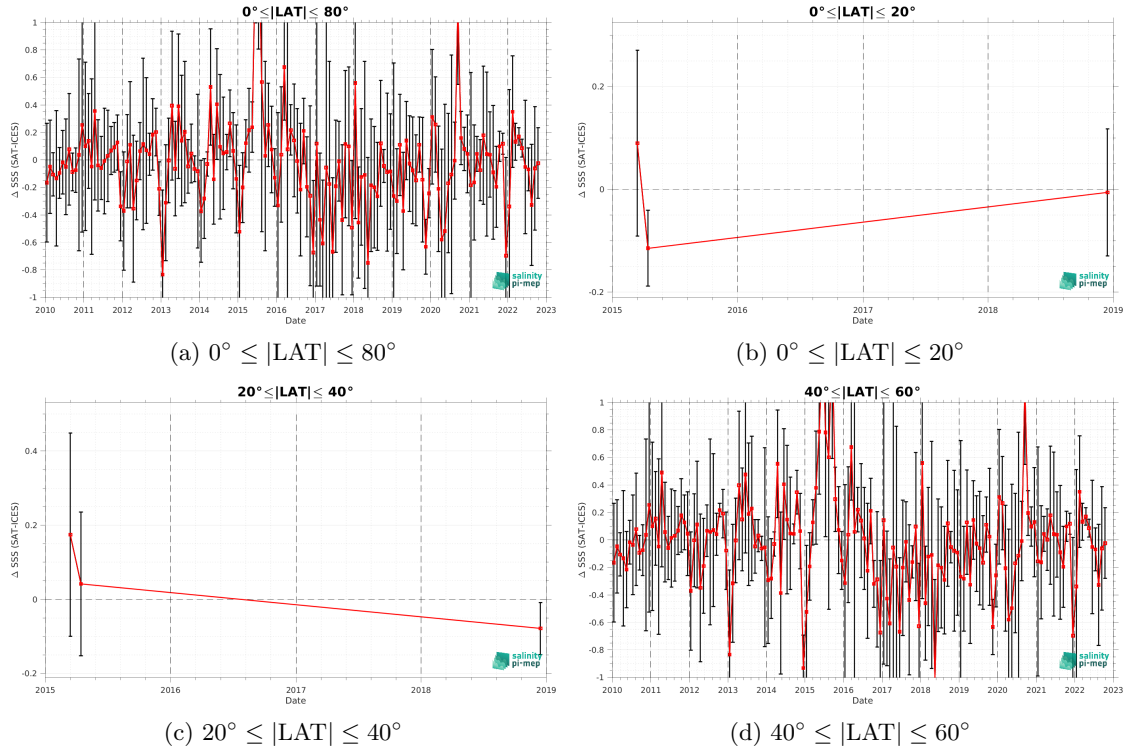 0°≤|LAT|≤ 80°
1
0.8
0.6
0.4
0.2
0
-0.2
-0.4
-0.6
-0.8
-1
Δ SSS (SAT-ICES)
2010 2011 2012 2013 2014 2015 2016 2017 2018 2019 2020 2021 2022 2023
Date
salinity
pi-mep
(a) 0° ≤ |LAT| ≤ 80°
0°≤|LAT|≤ 20°
0.2
0
-0.2
Δ SSS (SAT-ICES)
2015 2016 2017 2018 2019
Date
salinity
pi-mep
(b) 0° ≤ |LAT| ≤ 20°
20°≤|LAT|≤ 40°
0.4
0.2
0
-0.2
Δ SSS (SAT-ICES)
2015 2016 2017 2018 2019
Date
salinity
pi-mep
(c) 20° ≤ |LAT| ≤ 40°
40°≤|LAT|≤ 60°
1
0.8
0.6
0.4
0.2
0
-0.2
-0.4
-0.6
-0.8
-1
Δ SSS (SAT-ICES)
2010 2011 2012 2013 2014 2015 2016 2017 2018 2019 2020 2021 2022 2023
Date
salinity
pi-mep
(d) 40° ≤ |LAT| ≤ 60°